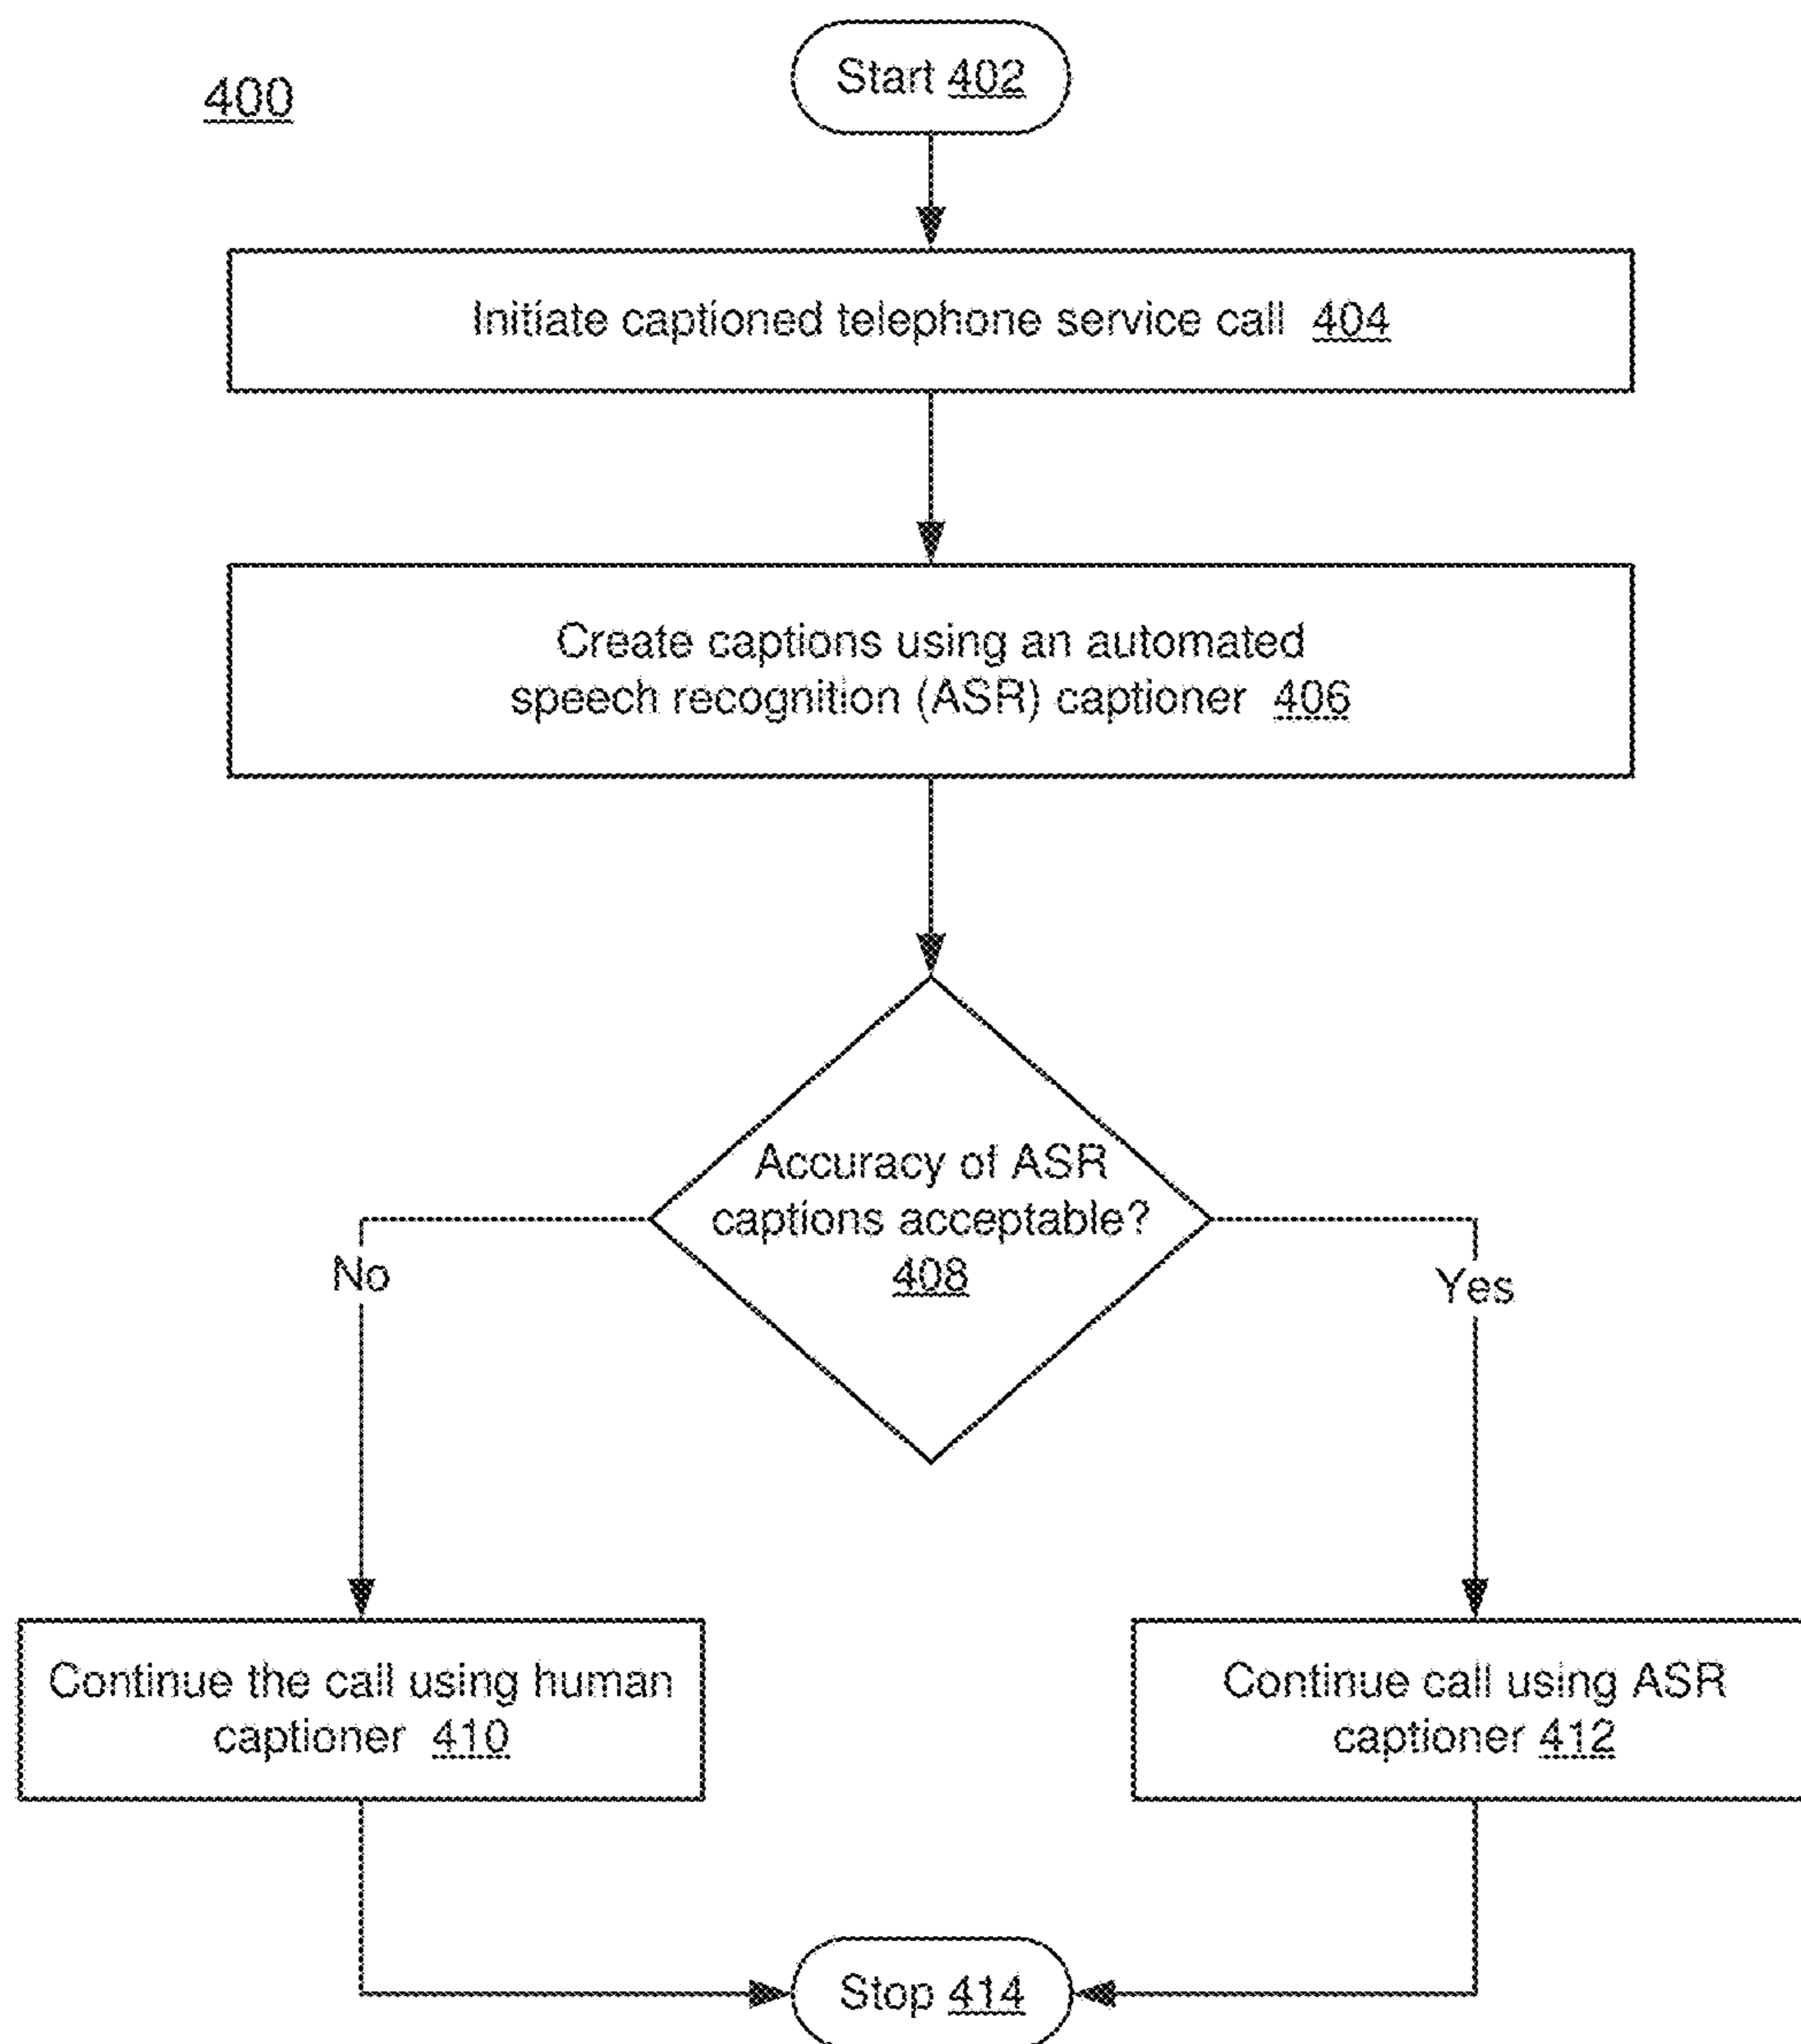 400
Start 402
Initiate captioned telephone service call 404
Create captions using an automated
speech recognition (ASR) captioner 406
Accuracy of ASR
captions acceptable?
408
No
Yes
Continue the call using human
captioner 410
Continue call using ASR
captioner 412
Stop 414